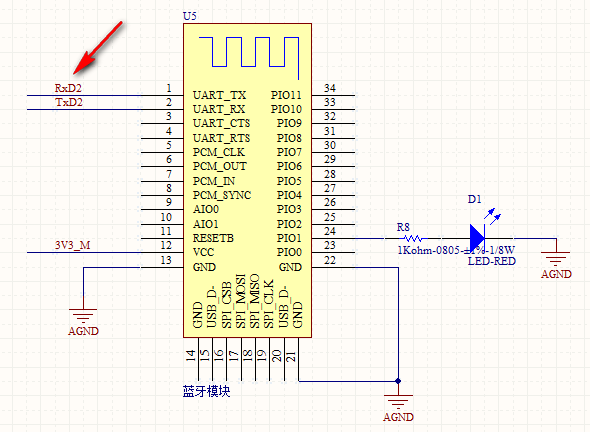 U5
RxD2
TxD2
3V3_M
1
2
3
4
5
6
7
8
9
10
11
12
13
UART_TX
UART_RX
UART_CTS
UART_RTS
PCM_CLK
PCM_OUT
PCM_IN
PCM_SYNC
AIO0
AIO1
RESETB
VCC
GND
PIO11
PIO10
PIO9
PIO8
PIO7
PIO6
PIO5
PIO4
PIO3
PIO2
PIO1
PIO0
GND
34
33
32
31
30
29
28
27
26
25
24
23
22
R8
1Kohm-0805-±1%-1/8W
D1
LED-RED
AGND
AGND
GND
USB_D-
SPI_CSB
SPI_MOSI
SPI_MISO
SPI_CLK
USB_D-
GND
14
15
16
17
18
19
20
21
蓝牙模块
AGND